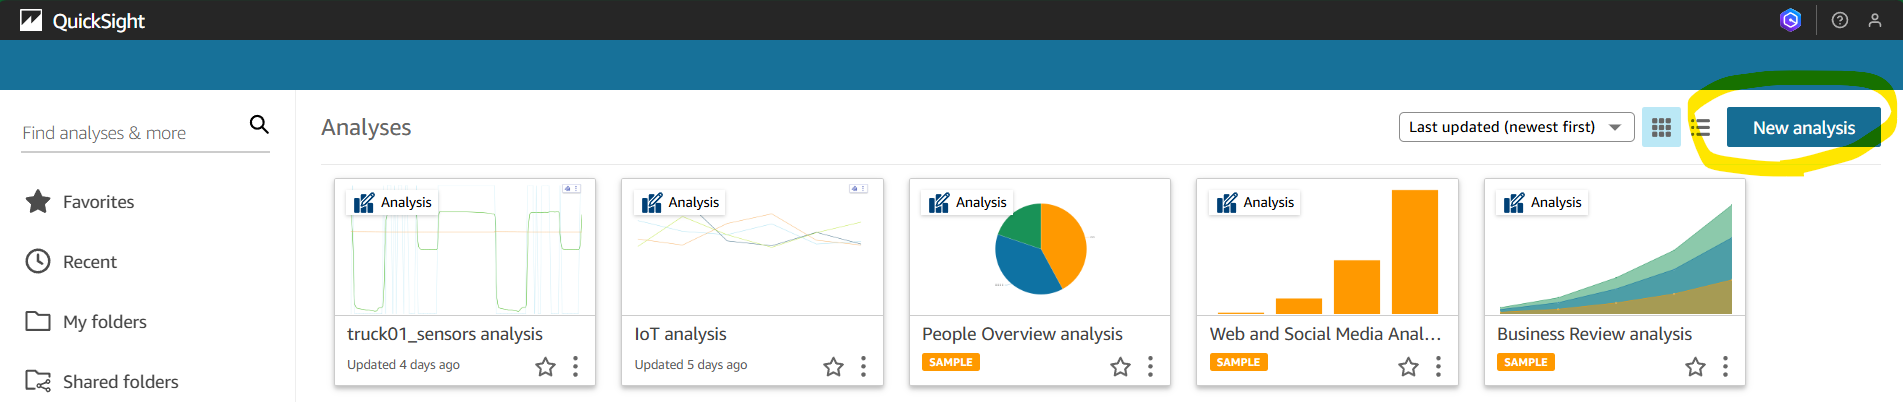 QuickSight
Find analyses & more
Analyses
Last updated (newest first)
New analysis
Favorites
Recent
My folders
Shared folders
Analysis
truck01_sensors analysis
Updated 4 days ago
Analysis
IoT analysis
Updated 5 days ago
Analysis
People Overview analysis
SAMPLE
Analysis
Web and Social Media Anal...
SAMPLE
Analysis
Business Review analysis
SAMPLE